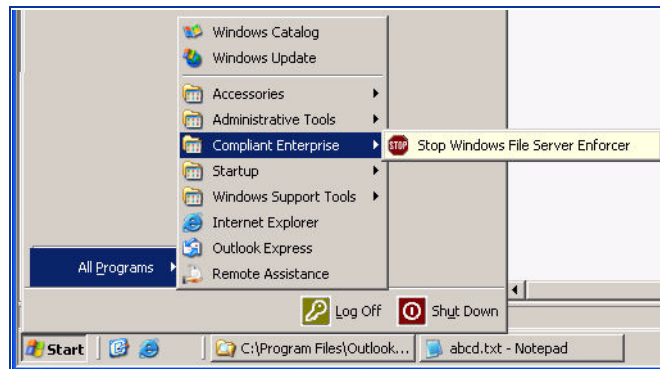 Windows Catalog
Windows Update
Accessories
Administrative Tools
Compliant Enterprise
STOP Stop Windows File Server Enforcer
Startup
Windows Support Tools
Internet Explorer
Outlook Express
All Programs
Remote Assistance
Log Off
Shut Down
Start
C:\Program Files\Outlook...
abcd.txt - Notepad